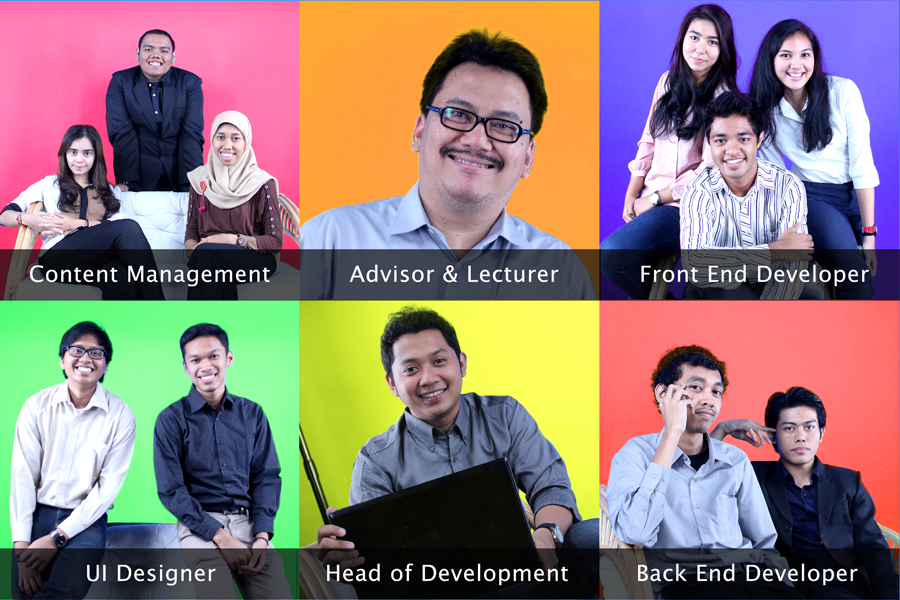 Content Management
Advisor & Lecturer
Front End Developer
UI Designer
Head of Development
Back End Developer